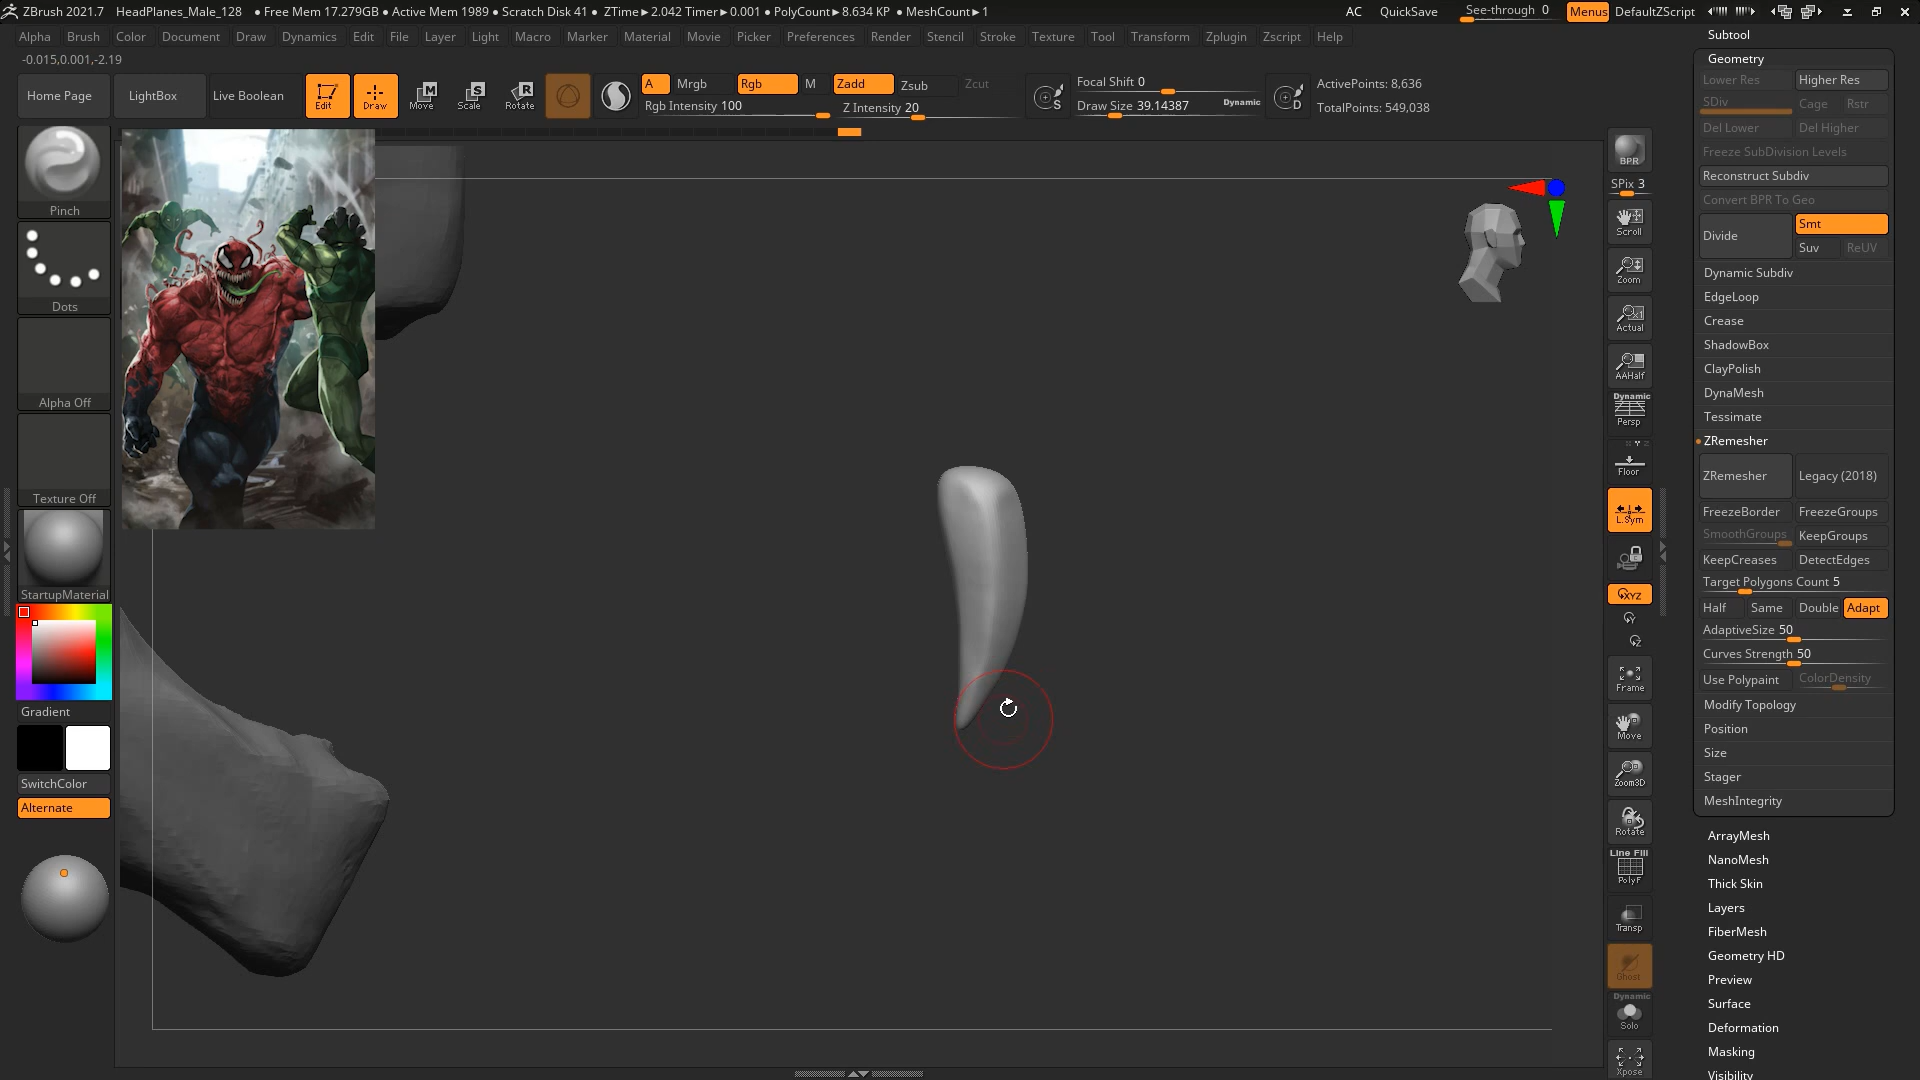 ZBrush 2021.7 HeadPlanes_Male_128 • Free Mem 17.279GB • Active Mem 1989 • Scratch Disk 41 • ZTime►2.042 Timer►0.001 • PolyCount►8.634 KP • MeshCount►1 AC QuickSave See-through 0 Menus DefaultZScript
Alpha Brush Color Document Draw Dynamics Edit File Layer Light Macro Marker Material Movie Picker Preferences Render Stencil Stroke Texture Tool Transform Zplugin Zscript Help
-0.015,0.001,-2.19
Home Page LightBox Live Boolean Edit Draw Move Scale Rotate
A Mrgb Rgb M Zadd Zsub Zcut
Rgb Intensity 100 Z Intensity 20
S Focal Shift 0
Draw Size 39.14387 Dynamic D
ActivePoints: 8,636
TotalPoints: 549,038
Pinch
Dots
Alpha Off
Texture Off
StartupMaterial
Gradient
SwitchColor
Alternate
BPR
SPix 3
Scroll
Zoom
Actual
AAHalf
Dynamic
Persp
Floor
L.Sym
XYZ
Y
Z
Frame
Move
Zoom3D
Rotate
Line Fill
PolyF
Transp
Ghost
Dynamic
Solo
Xpose
Subtool
Geometry
Lower Res Higher Res
SDiv Cage Rstr
Del Lower Del Higher
Freeze SubDivision Levels
Reconstruct Subdiv
Convert BPR To Geo
Divide Smt
Suv ReUV
Dynamic Subdiv
EdgeLoop
Crease
ShadowBox
ClayPolish
DynaMesh
Tessimate
ZRemesher
ZRemesher Legacy (2018)
FreezeBorder FreezeGroups
SmoothGroups KeepGroups
KeepCreases DetectEdges
Target Polygons Count 5
Half Same Double Adapt
AdaptiveSize 50
Curves Strength 50
Use Polypaint ColorDensity
Modify Topology
Position
Size
Stager
MeshIntegrity
ArrayMesh
NanoMesh
Thick Skin
Layers
FiberMesh
Geometry HD
Preview
Surface
Deformation
Masking
Visibility